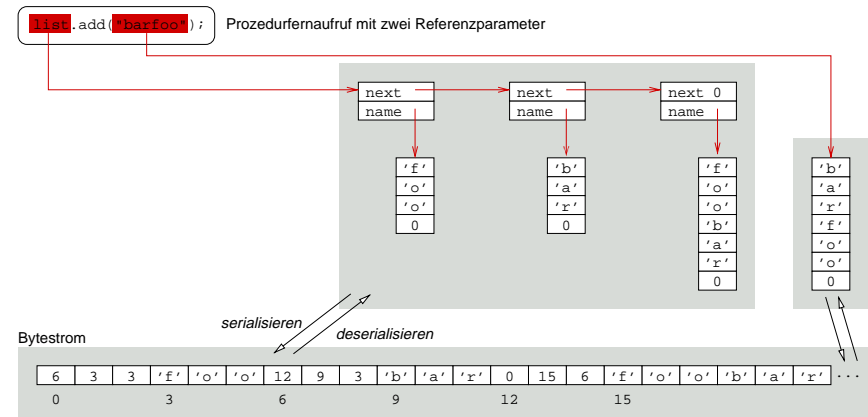 list.add("barfoo"); Prozedurfernaufruf mit zwei Referenzparameter
next next next 0
name name name
'f' 'b' 'f' 'b'
'o' 'a' 'o' 'a'
'o' 'r' 'o' 'r'
0 0 'b' 'f'
'a' 'o'
'r' 'o'
0 0
serialisieren
deserialisieren
Bytestrom
6 3 3 'f' 'o' 'o' 12 9 3 'b' 'a' 'r' 0 15 6 'f' 'o' 'o' 'b' 'a' 'r' ...
0 3 6 9 12 15